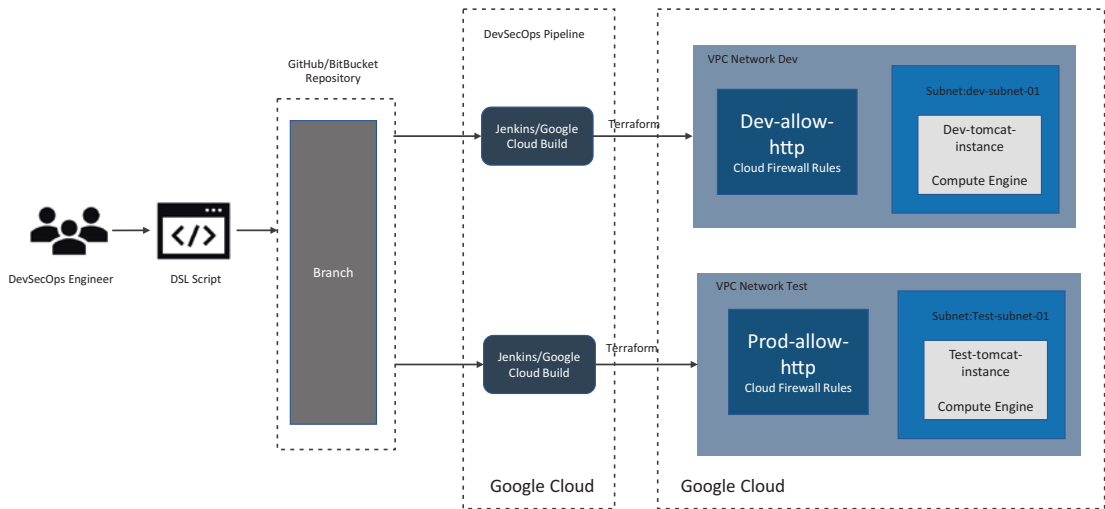 DevSecOps Engineer
</>
DSL Script
GitHub/BitBucket
Repository
Branch
DevSecOps Pipeline
Jenkins/Google
Cloud Build
Jenkins/Google
Cloud Build
Google Cloud
Terraform
Terraform
VPC Network Dev
Dev-allow-
http
Cloud Firewall Rules
Subnet:dev-subnet-01
Dev-tomcat-
instance
Compute Engine
VPC Network Test
Prod-allow-
http
Cloud Firewall Rules
Subnet:Test-subnet-01
Test-tomcat-
instance
Compute Engine
Google Cloud